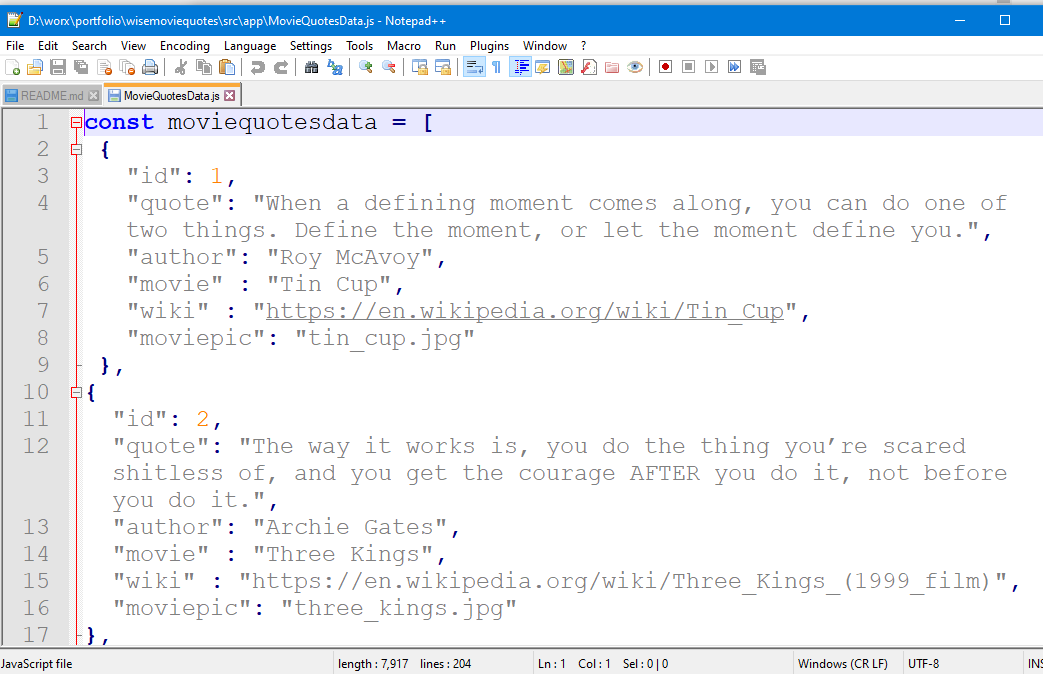 D:\worx\portfolio\wisemoviequotes\src\app\MovieQuotesData.js - Notepad++
File Edit Search View Encoding Language Settings Tools Macro Run Plugins Window ?
README.md MovieQuotesData.js
1 const moviequotesdata = [
2 {
3 "id": 1,
4 "quote": "When a defining moment comes along, you can do one of
two things. Define the moment, or let the moment define you.",
5 "author": "Roy McAvoy",
6 "movie" : "Tin Cup",
7 "wiki" : "https://en.wikipedia.org/wiki/Tin_Cup",
8 "moviepic": "tin_cup.jpg"
9 },
10 {
11 "id": 2,
12 "quote": "The way it works is, you do the thing you’re scared
shitless of, and you get the courage AFTER you do it, not before
you do it.",
13 "author": "Archie Gates",
14 "movie" : "Three Kings",
15 "wiki" : "https://en.wikipedia.org/wiki/Three_Kings_(1999_film)",
16 "moviepic": "three_kings.jpg"
17 },
JavaScript file length : 7,917 lines : 204 Ln : 1 Col : 1 Sel : 0 | 0 Windows (CR LF) UTF-8 INS